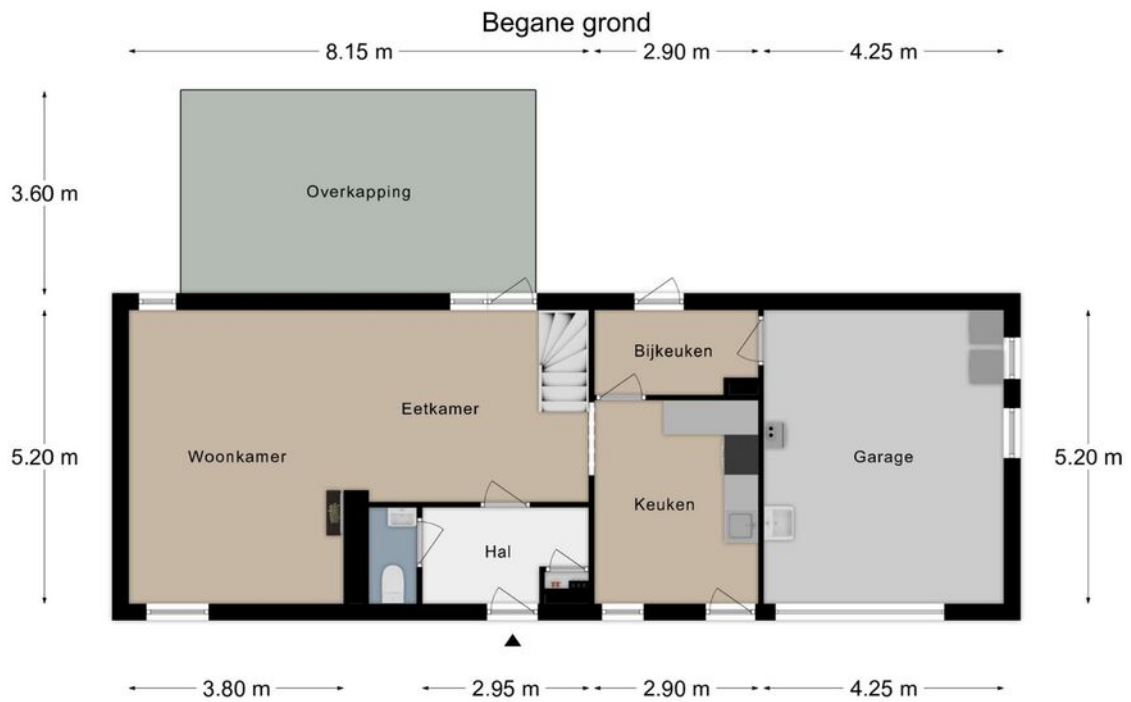 Begane grond
8.15 m
2.90 m
4.25 m
3.60 m
Overkapping
Bijkeuken
Eetkamer
5.20 m
Woonkamer
Garage
5.20 m
Keuken
Hal
3.80 m
2.95 m
2.90 m
4.25 m